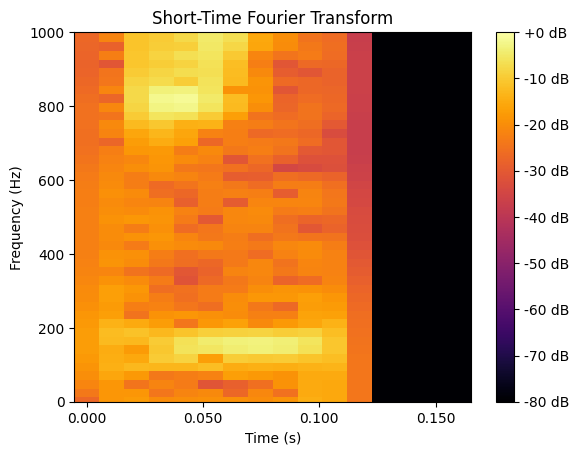 Short-Time Fourier Transform
1000
800
600
400
200
0
Frequency (Hz)
0.000
0.050
0.100
0.150
Time (s)
+0 dB
-10 dB
-20 dB
-30 dB
-40 dB
-50 dB
-60 dB
-70 dB
-80 dB